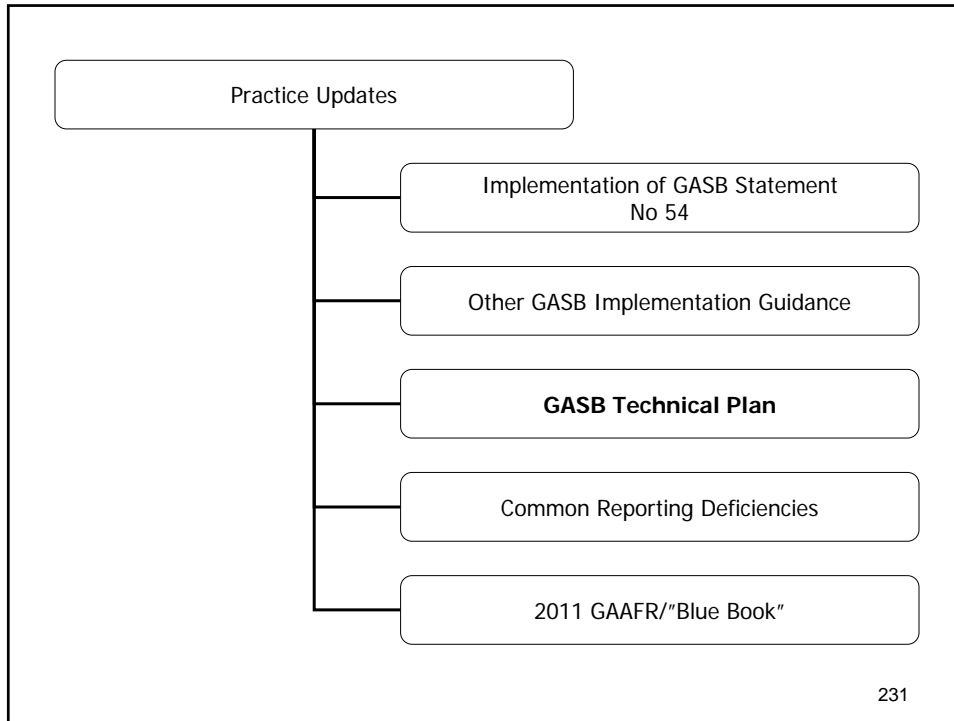 Practice Updates
Implementation of GASB Statement
No 54
Other GASB Implementation Guidance
GASB Technical Plan
Common Reporting Deficiencies
2011 GAAFR/"Blue Book"
231